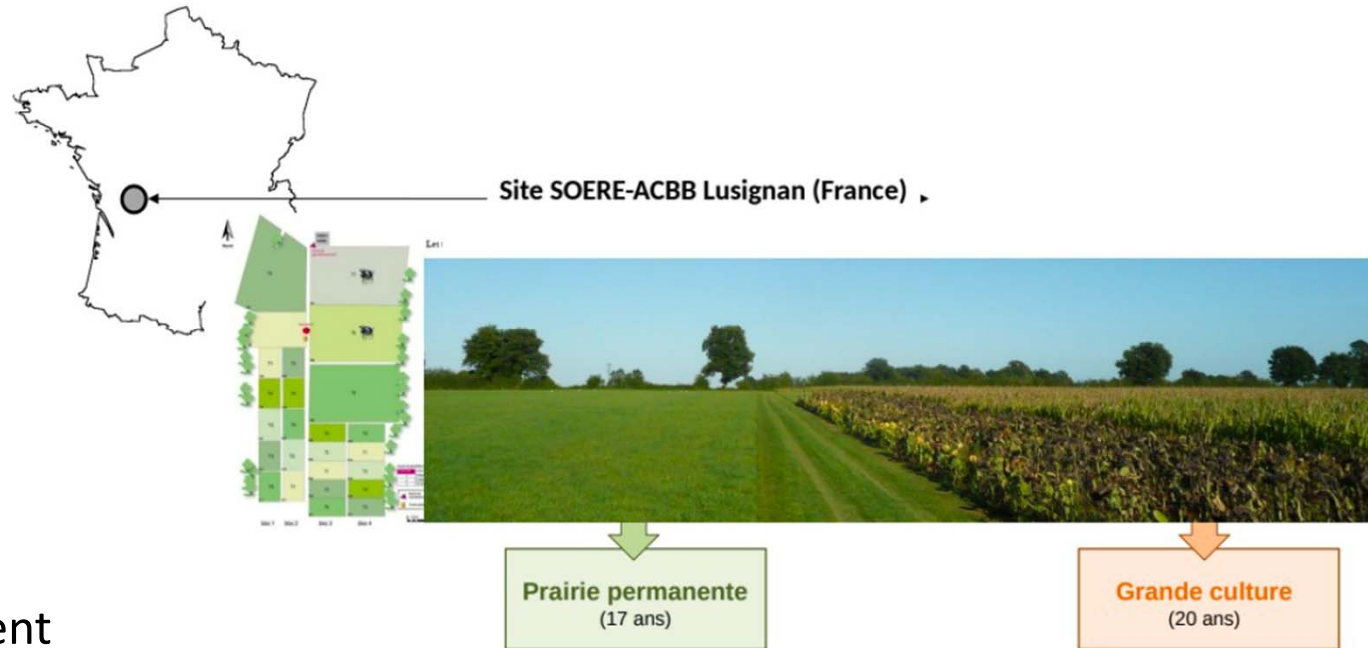 Site SOERE-ACBB Lusignan (France)
Prairie permanente
(17 ans)
Grande culture
(20 ans)
ent